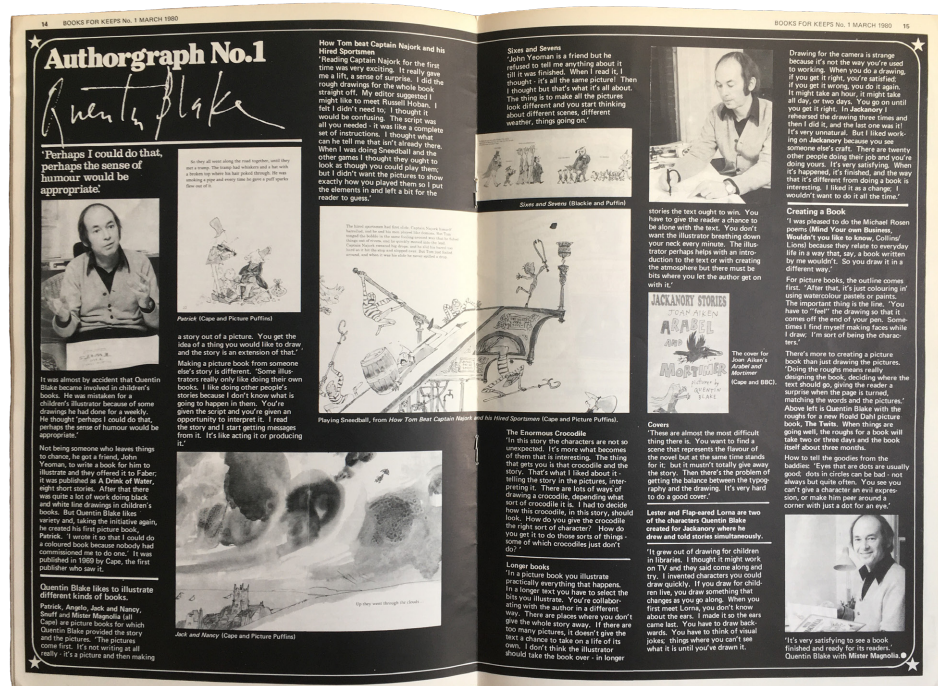 14 BOOKS FOR KEEPS No. 1 MARCH 1980
Authorgraph No.1
Quentin Blake
'Perhaps I could do that,
perhaps the sense of
humour would be
appropriate.'
So they all went along the road together, until they
met a tramp. The tramp had whiskers and a hat with
a broken top where his hair poked through. He was
smoking a pipe and every time he gave a puff sparks
flew out of it.
Patrick (Cape and Picture Puffins)
It was almost by accident that Quentin
Blake became involved in children's
books. He was mistaken for a
children's illustrator because of some
drawings he had done for a weekly.
He thought 'perhaps I could do that,
perhaps the sense of humour would be
appropriate.'
Not being someone who leaves things
to chance, he got a friend, John
Yeoman, to write a book for him to
illustrate and they offered it to Faber;
it was published as A Drink of Water,
eight short stories. After that there
was quite a lot of work doing black
and white line drawings in children's
books. But Quentin Blake likes
variety and, taking the initiative again,
he created his first picture book,
Patrick. 'I wrote it so that I could do
a coloured book because nobody had
commissioned me to do one.' It was
published in 1969 by Cape, the first
publisher who saw it.
Quentin Blake likes to illustrate
different kinds of books.
Patrick, Angelo, Jack and Nancy,
Snuff and Mister Magnolia (all
Cape) are picture books for which
Quentin Blake provided the story
and the pictures. 'The pictures
come first. It's not writing at all
really - it's a picture and then making
a story out of picture. You get the
idea of a thing you would like to draw
and the story is an extension of that.'
Making a picture book from someone
else's story is different. 'Some illus-
trators really only like doing their own
books. I like doing other people's
stories because I don't know what is
going to happen in them. You're
given the script and you're given an
opportunity to interpret it. I read
the story and I start getting messages
from it. It's like acting it or producing
it.'
Up they went through the clouds
Jack and Nancy (Cape and Picture Puffins)
How Tom beat Captain Najork and his
Hired Sportsmen
'Reading Captain Najork for the first
time was very exciting. It really gave
me a lift, a sense of surprise. I did the
rough drawings for the whole book
straight off. My editor suggested I
might like to meet Russell Hoban, I
felt I didn't need to; I thought it
would be confusing. The script was
all you needed - it was like a complete
set of instructions. I thought what
can he tell me that isn't already there.
When I was doing Sneedball and the
other games I thought they ought to
look as though you could play them;
but I didn't want the pictures to show
exactly how you played them so I put
the elements in and left a bit for the
reader to guess.'
Playing Sneedball, from How Tom Beat Captain Najork and his Hired Sportsmen (Cape and Picture Puffins).
BOOKS FOR KEEPS No. 1 MARCH 1980 15
Sixes and Sevens
'John Yeoman is a friend but he
refused to tell me anything about it
till it was finished. When I read it, I
thought - it's all the same picture! Then
I thought but that's what it's all about.
The thing is to make all the pictures
look different and you start thinking
about different scenes, different
weather, things going on.'
Sixes and Sevens (Blackie and Puffin)
The Enormous Crocodile
'In this story the characters are not so
unexpected. It's more what becomes
of them that is interesting. The thing
that gets you is that crocodile and the
story. That's what I liked about it -
telling the story in the pictures, inter-
preting it. There are lots of ways of
drawing a crocodile, depending what
sort of crocodile it is. I had to decide
how this crocodile, in this story, should
look. How do you give the crocodile
the right sort of character? How do
you get it to do those sorts of things -
some of which crocodiles just don't
do?'
Longer books
'In a picture book you illustrate
practically everything that happens.
In a longer text you have to select the
bits you illustrate. You're collabor-
ating with the author in a different
way. There are places where you don't
give the whole story away. If there are
too many pictures, it doesn't give the
text a chance to take on a life of its
own. I don't think the illustrator
should take the book over - in longer
stories the text ought to win. You
have to give the reader a chance to
be alone with the text. You don't
want the illustrator breathing down
your neck every minute. The illus-
trator perhaps helps with an intro-
duction to the text or with creating
the atmosphere but there must be
bits where you let the author get on
with it.'
JACKANORY STORIES
JOAN AIKEN
ARABEL
AND
MORTIMER
Pictures by
QUENTIN
BLAKE
The cover for
Joan Aiken's
Arabel and
Mortimer
(Cape and BBC).
Covers
'These are almost the most difficult
thing there is. You want to find a
scene that represents the flavour of
the novel but at the same time stands
for it; but it mustn't totally give away
the story. Then there's the problem of
getting the balance between the typog-
raphy and the drawing. It's very hard
to do a good cover.'
Lester and Flap-eared Lorna are two
of the characters Quentin Blake
created for Jackanory where he
drew and told stories simultaneously.
'It grew out of drawing for children
in libraries. I thought it might work
on TV and they said come along and
try. I invented characters you could
draw quickly. If you draw for child-
ren live, you draw something that
changes as you go along. When you
first meet Lorna, you don't know
about the ears. I made it so the ears
came last. You have to draw back-
wards. You have to think of visual
jokes; things where you can't see
what it is until you've drawn it.
Drawing for the camera is strange
because it's not the way you're used
to working. When you do a drawing,
if you get it right, you're satisfied;
if you get it wrong, you do it again.
It might take an hour, it might take
all day, or two days. You go on until
you get it right. In Jackanory I
rehearsed the drawing three times and
then I did it, and the last one was it!
It's very unnatural. But I liked work-
ing on Jackanory because you see
someone else's craft. There are twenty
other people doing their job and you're
doing yours. It's very satisfying. When
it's happened, it's finished, and the way
that it's different from doing a book is
interesting. I liked it as a change; I
wouldn't want to do it all the time.'
Creating a Book
'I was pleased to do the Michael Rosen
poems (Mind Your own Business,
Wouldn't you like to know, Collins/
Lions) because they relate to everyday
life in a way that, say, a book written
by me wouldn't. So you draw it in a
different way.'
For picture books, the outline comes
first. 'After that, it's just colouring in'
using watercolour pastels or paints.
The important thing is the line. 'You
have to "feel" the drawing so that it
comes off the end of your pen. Some-
times I find myself making faces while
I draw. I'm sort of being the charac-
ters.'
There's more to creating a picture
book than just drawing the pictures.
'Doing the roughs means really
designing the book, deciding where the
text should go, giving the reader a
surprise when the page is turned,
matching the words and the pictures.'
Above left is Quentin Blake with the
roughs for a new Roald Dahl picture
book, The Twits. When things are
going well, the roughs for a book will
take two or three days and the book
itself about three months.
How to tell the goodies from the
baddies: 'Eyes that are dots are usually
good, dots in circles can be bad - not
always but quite often. You see you
can't give a character an evil expres-
sion, or make him peer around a
corner with just a dot for an eye.'
'It's very satisfying to see a book
finished and ready for its readers.'
Quentin Blake with Mister Magnolia.